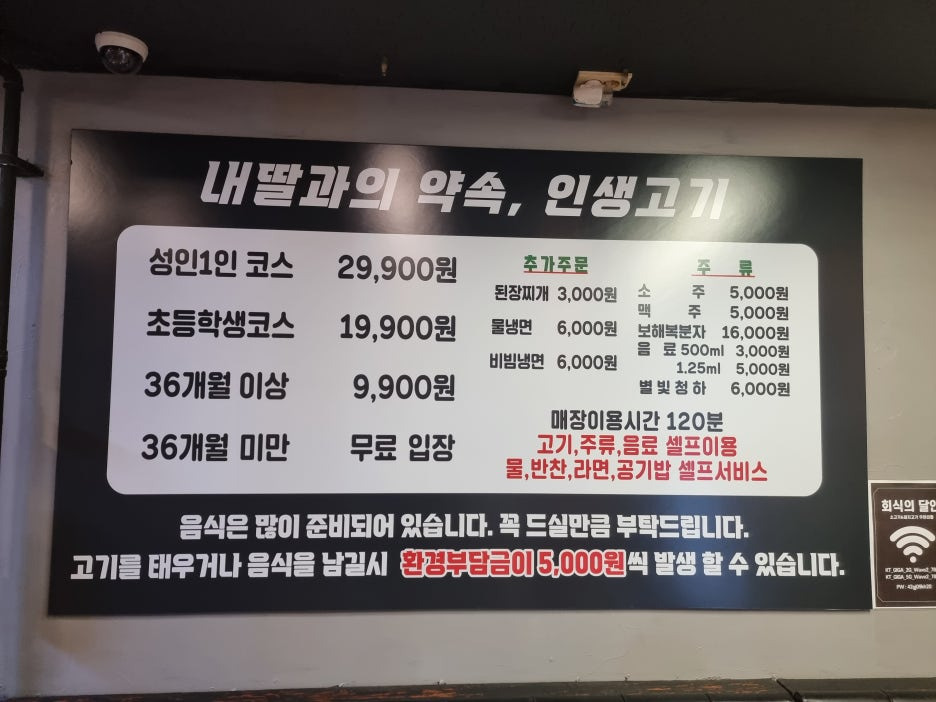 내딸과의 약속, 인생고기
성인1인 코스 29,900원
초등학생코스 19,900원
36개월 이상 9,900원
36개월 미만 무료 입장
추가주문
된장찌개 3,000원
물냉면 6,000원
비빔냉면 6,000원
주 류
소 주 5,000원
맥 주 5,000원
보해복분자 16,000원
음 료 500ml 3,000원
1.25ml 5,000원
별빛청하 6,000원
매장이용시간 120분
고기,주류,음료 셀프이용
물,반찬,라면,공기밥 셀프서비스
음식은 많이 준비되어 있습니다. 꼭 드실만큼 부탁드립니다.
고기를 태우거나 음식을 남길시 환경부담금이 5,000원씩 발생 할 수 있습니다.
회식의 달인